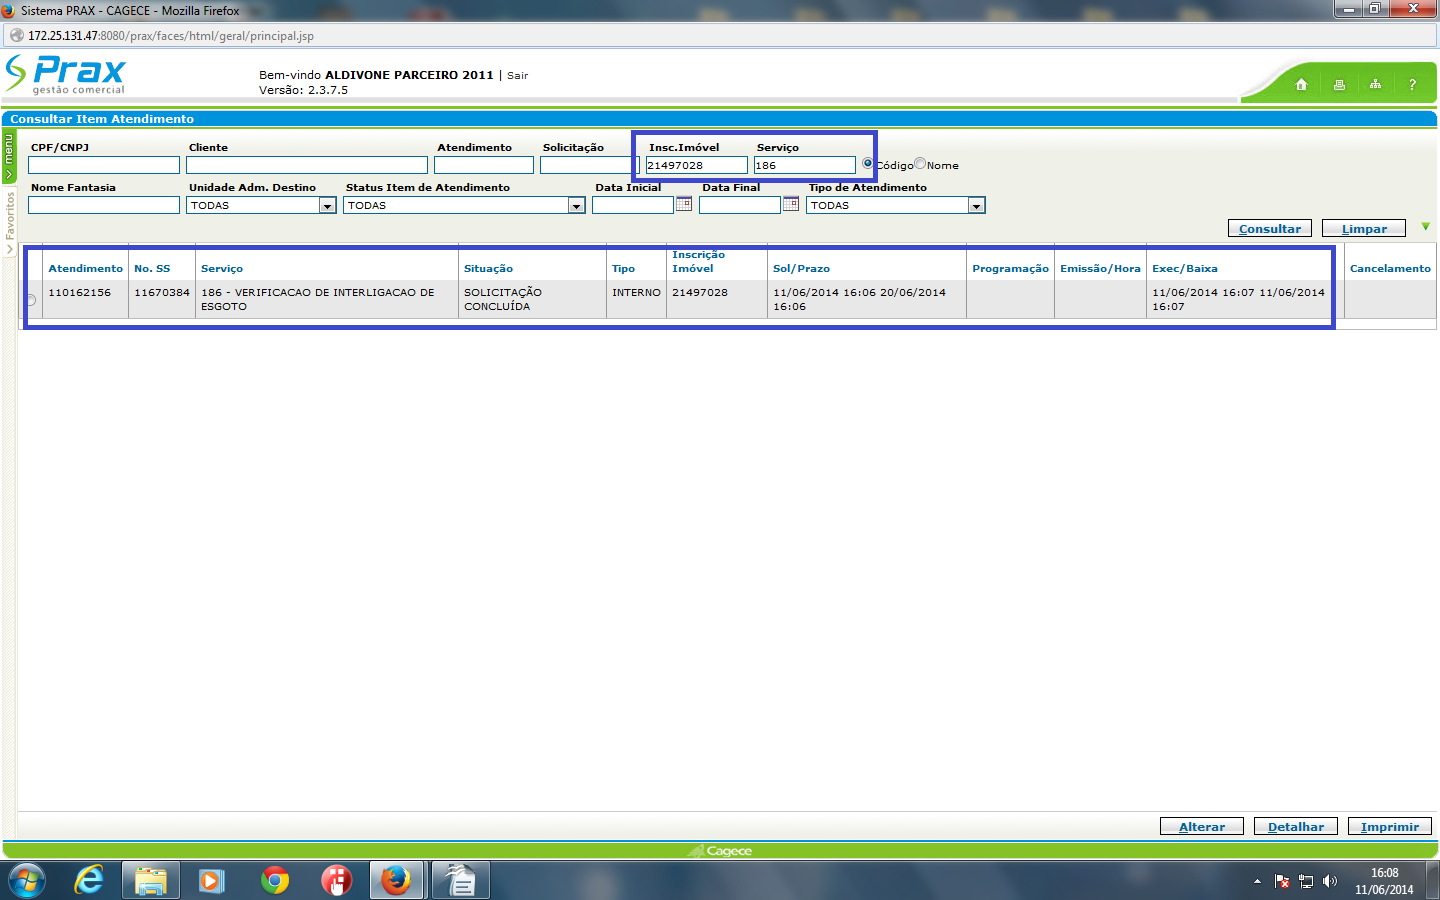 Sistema PRAX - CAGECE - Mozilla Firefox
172.25.131.47:8080/prax/faces/html/geral/principal.jsp
Prax
gestão comercial
Bem-vindo ALDIVONE PARCEIRO 2011 | Sair
Versão: 2.3.7.5
?
Consultar Item Atendimento
menu
Favoritos
CPF/CNPJ Cliente Atendimento Solicitação Insc.Imóvel Serviço
21497028 186 Código Nome
Nome Fantasia Unidade Adm. Destino Status Item de Atendimento Data Inicial Data Final Tipo de Atendimento
TODAS TODAS TODAS
Consultar Limpar
Atendimento No. SS Serviço Situação Tipo Inscrição Imóvel Sol/Prazo Programação Emissão/Hora Exec/Baixa Cancelamento
110162156 11670384 186 - VERIFICACAO DE INTERLIGACAO DE ESGOTO SOLICITAÇÃO CONCLUÍDA INTERNO 21497028 11/06/2014 16:06 20/06/2014 16:06 11/06/2014 16:07 11/06/2014 16:07
Alterar Detalhar Imprimir
Cagece
16:08
11/06/2014